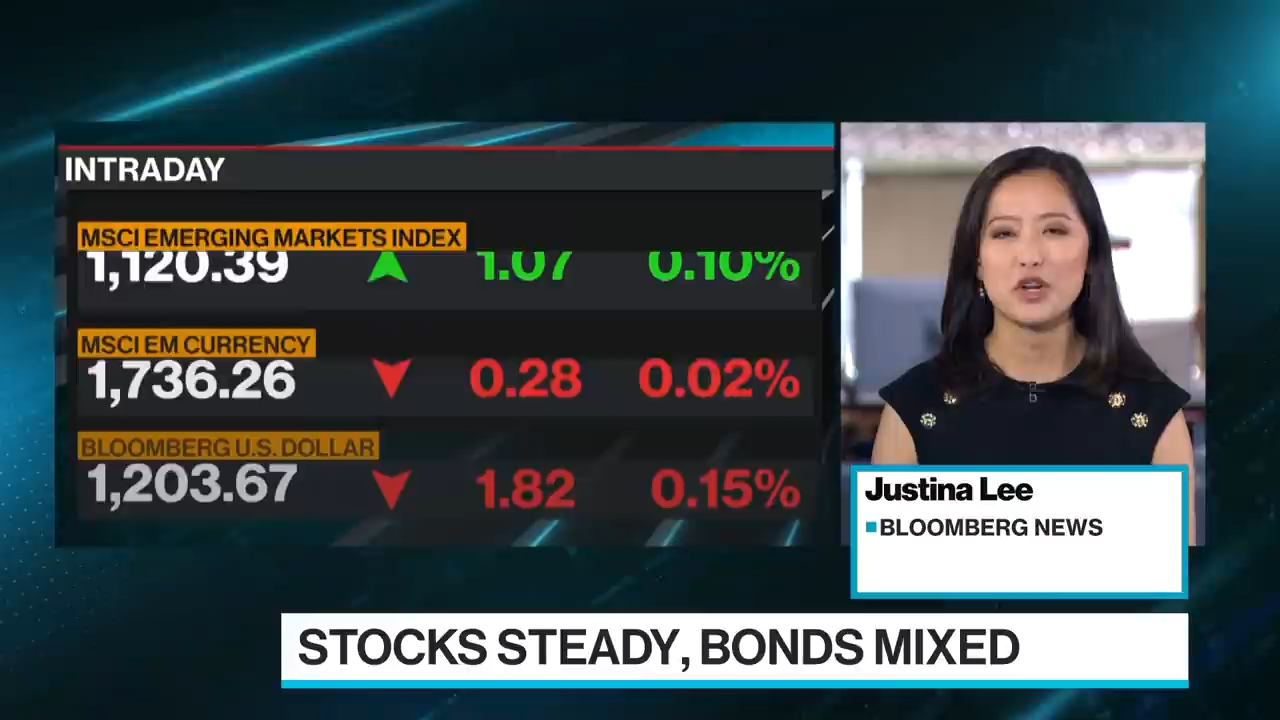 INTRADAY
MSCI EMERGING MARKETS INDEX
1,120.39 1.07 0.10%
MSCI EM CURRENCY
1,736.26 0.28 0.02%
BLOOMBERG U.S. DOLLAR
1,203.67 1.82 0.15%
Justina Lee
BLOOMBERG NEWS
STOCKS STEADY, BONDS MIXED